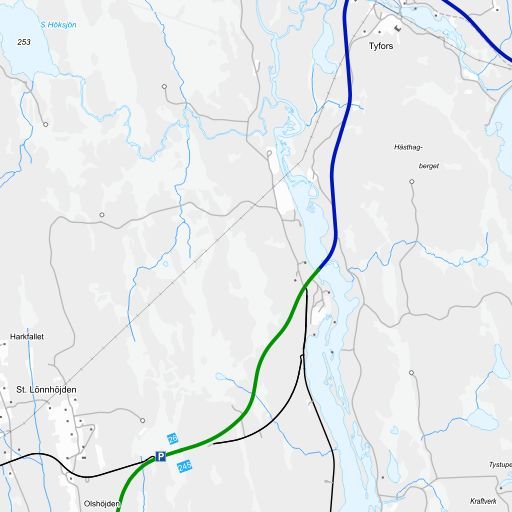 S Höksjön
253
Tyfors
Hästhag-
berget
Harkfallet
St. Lönnhöjden
26
P
245
Olshöjden
Tystupe
Kraftverk